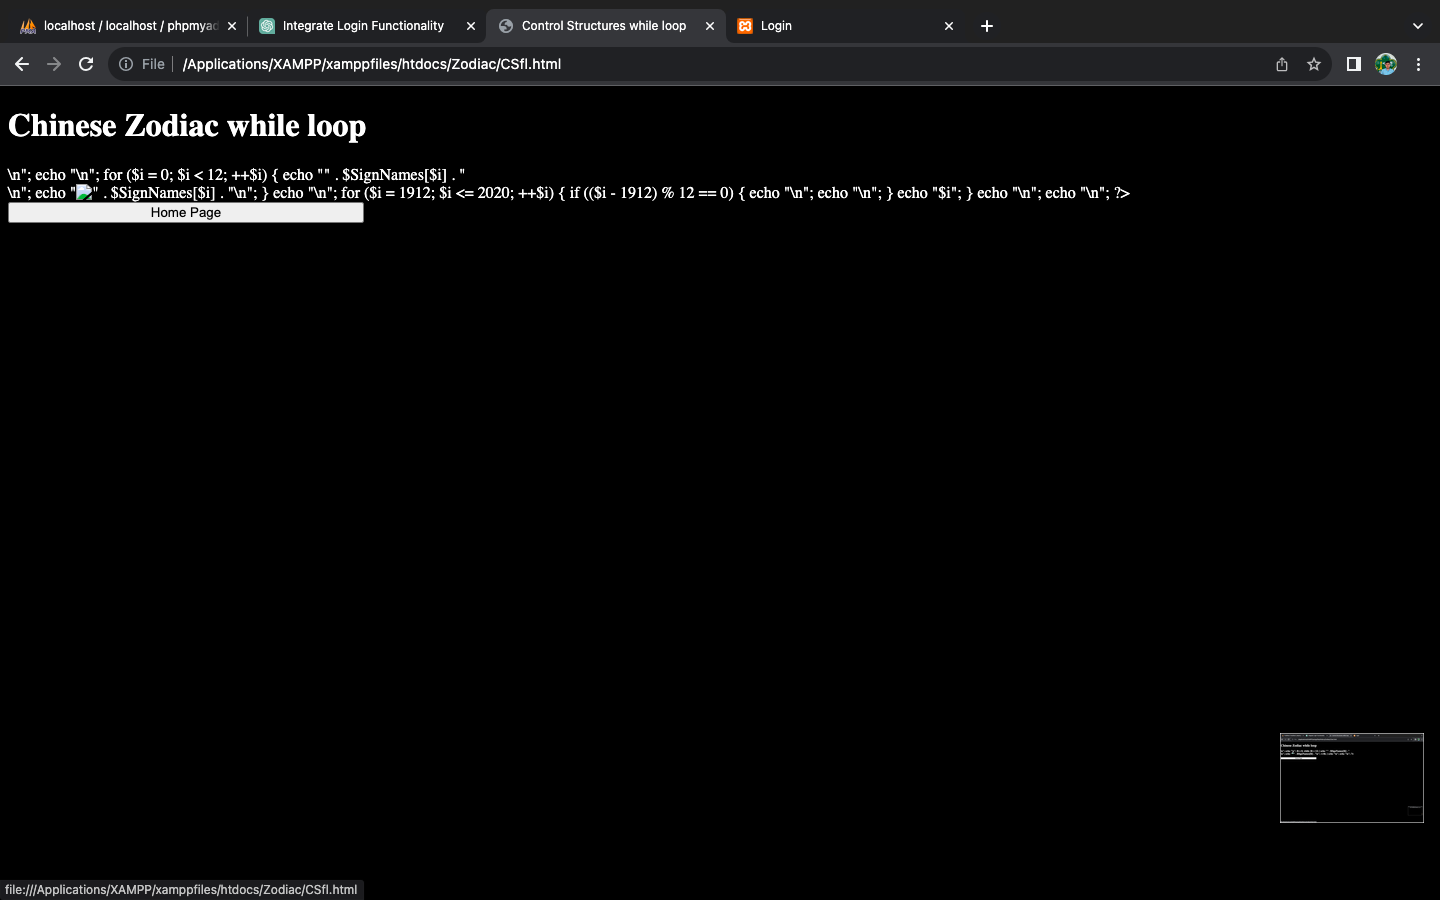 localhost / localhost / phpmyad
Integrate Login Functionality
Control Structures while loop
Login
File
/Applications/XAMPP/xamppfiles/htdocs/Zodiac/CSfl.html
Chinese Zodiac while loop
\n"; echo "\n"; for ($i = 0; $i < 12; ++$i) { echo "" . $SignNames[$i] . "
\n"; echo "" . $SignNames[$i] . "\n"; } echo "\n"; for ($i = 1912; $i <= 2020; ++$i) { if (($i - 1912) % 12 == 0) { echo "\n"; echo "\n"; } echo "$i"; } echo "\n"; echo "\n"; ?>
Home Page
file:///Applications/XAMPP/xamppfiles/htdocs/Zodiac/CSfl.html